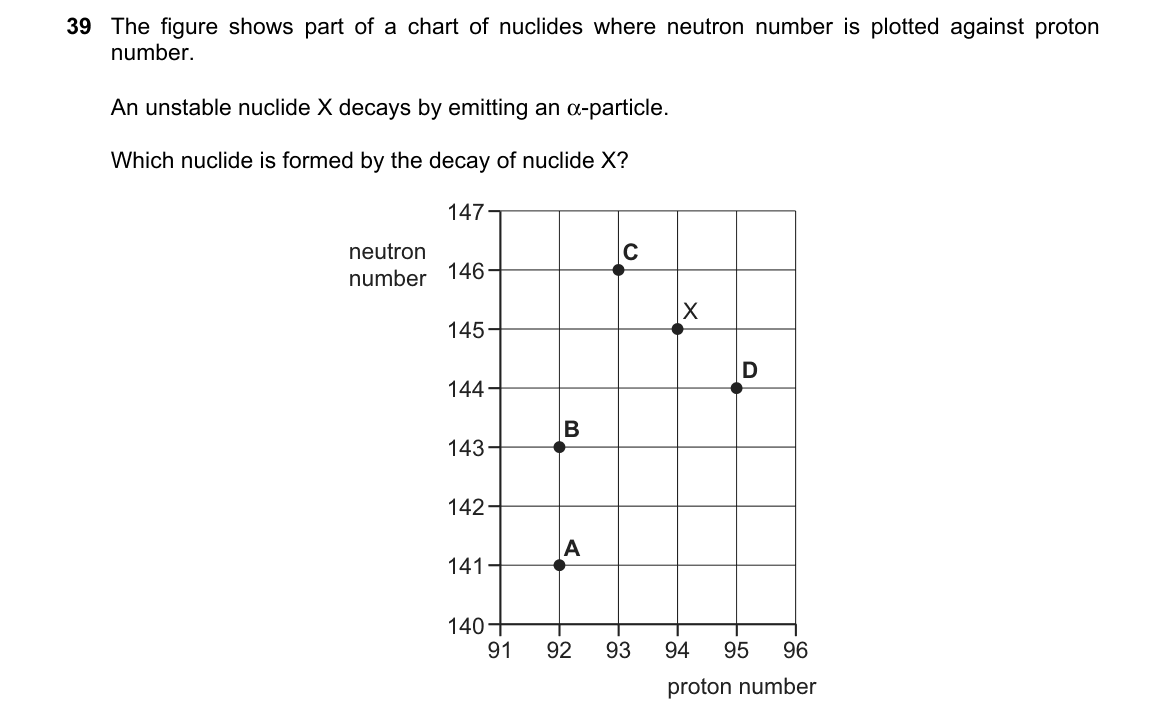 39 The figure shows part of a chart of nuclides where neutron number is plotted against proton
number.
An unstable nuclide X decays by emitting an α-particle.
Which nuclide is formed by the decay of nuclide X?
147
neutron
number
C
146
X
145
D
144
B
143
142
A
141
140
91 92 93 94 95 96
proton number